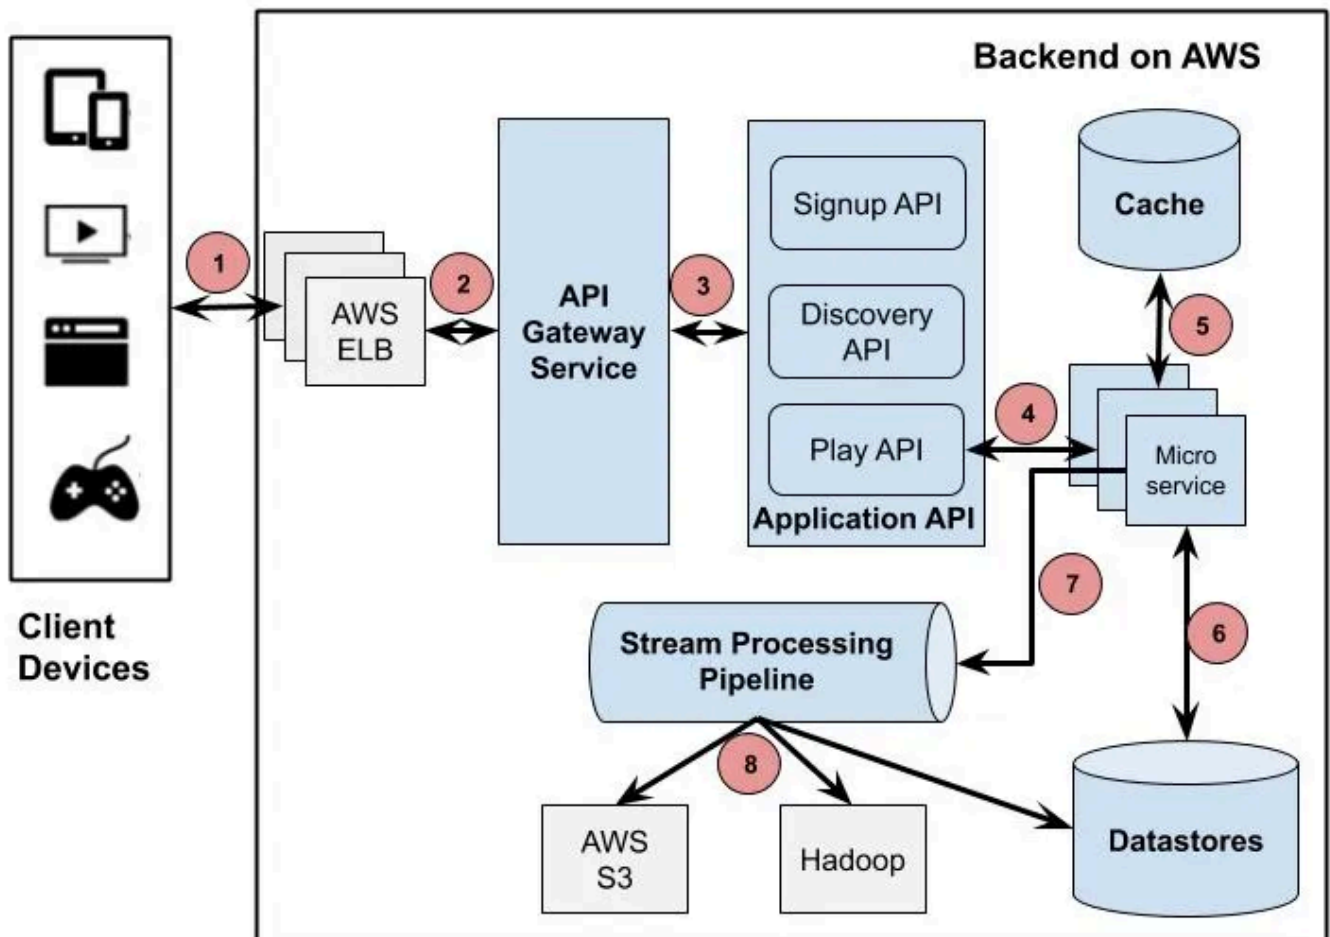 Backend on AWS
Client
Devices
1
AWS
ELB
2
API
Gateway
Service
3
Signup API
Discovery
API
Play API
Application API
4
Cache
5
Micro
service
6
7
Stream Processing
Pipeline
8
AWS
S3
Hadoop
Datastores